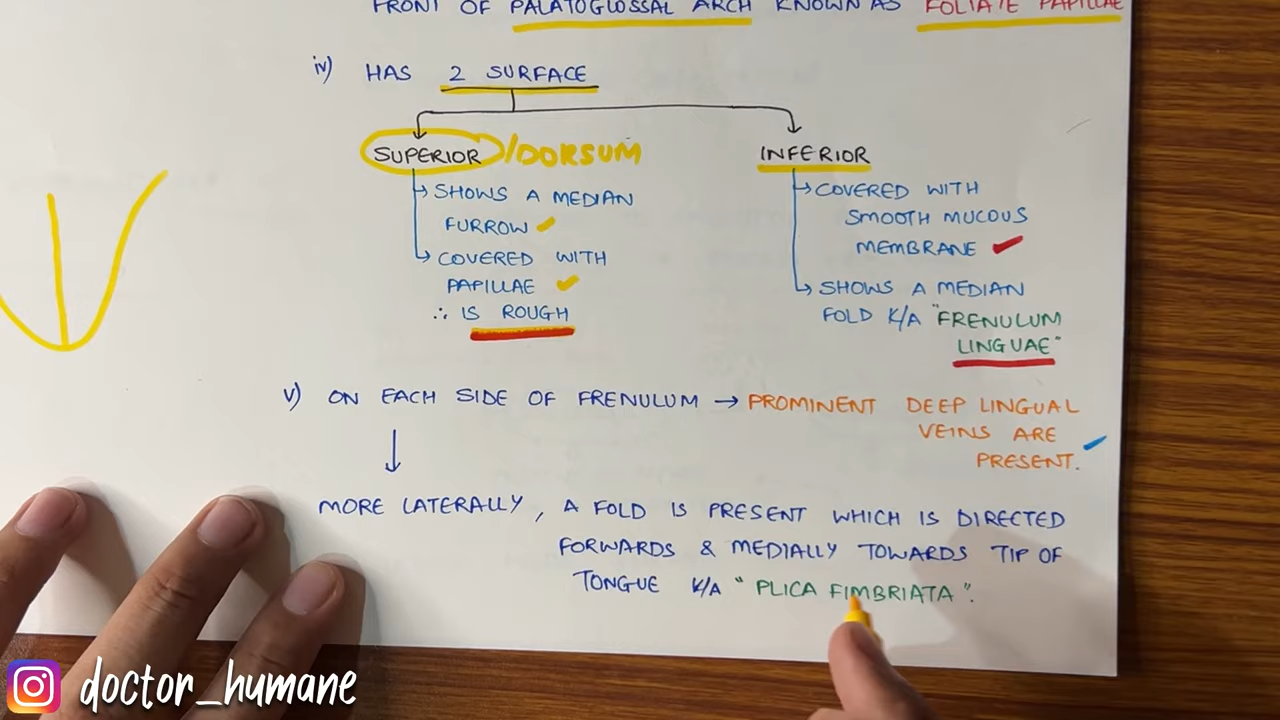 FRONT OF PALATOGLOSSAL ARCH KNOWN AS FOLIATE PAPILLAE
iv) HAS 2 SURFACE
SUPERIOR /DORSUM
→ SHOWS A MEDIAN
FURROW
→ COVERED WITH
PAPILLAE
∴ IS ROUGH
INFERIOR
→ COVERED WITH
SMOOTH MUCOUS
MEMBRANE
→ SHOWS A MEDIAN
FOLD K/A "FRENULUM
LINGUAE"
v) ON EACH SIDE OF FRENULUM → PROMINENT DEEP LINGUAL
VEINS ARE
PRESENT.
MORE LATERALLY, A FOLD IS PRESENT WHICH IS DIRECTED
FORWARDS & MEDIALLY TOWARDS TIP OF
TONGUE K/A "PLICA FIMBRIATA".
doctor_humane